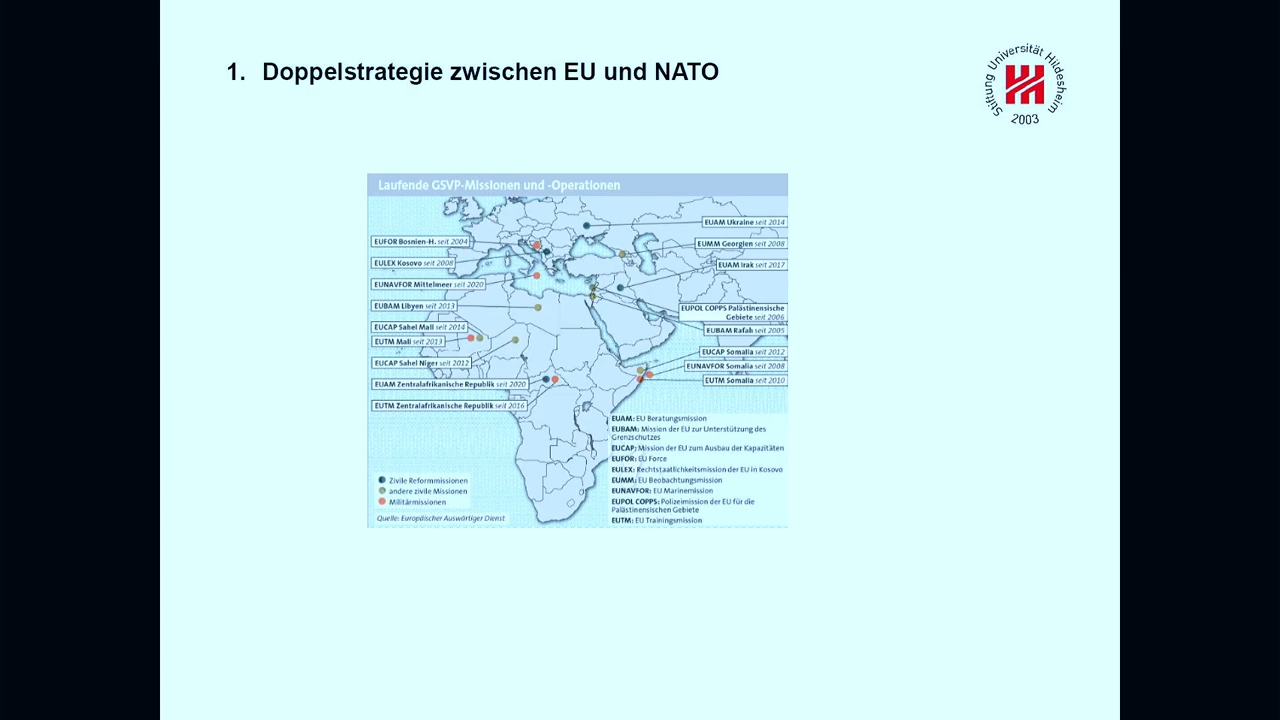 1. Doppelstrategie zwischen EU und NATO
Stiftung Universität Hildesheim
2003
Laufende GSVP-Missionen und -Operationen
EUFOR Bosnien-H. seit 2004
EULEX Kosovo seit 2008
EUNAVFOR Mittelmeer seit 2020
EUBAM Libyen seit 2013
EUCAP Sahel Mali seit 2014
EUTM Mali seit 2013
EUCAP Sahel Niger seit 2012
EUAM Zentralafrikanische Republik seit 2020
EUTM Zentralafrikanische Republik seit 2016
EUAM Ukraine seit 2014
EUMM Georgien seit 2008
EUAM Irak seit 2017
EUPOL COPPS Palästinensische
Gebiete seit 2006
EUBAM Rafah seit 2005
EUCAP Somalia seit 2012
EUNAVFOR Somalia seit 2008
EUTM Somalia seit 2010
EUAM: EU Beratungsmission
EUBAM: Mission der EU zur Unterstützung des
Grenzschutzes
EUCAP: Mission der EU zum Ausbau der Kapazitäten
EUFOR: EU Force
EULEX: Rechtstaatlichkeitsmission der EU in Kosovo
EUMM: EU Beobachtungsmission
EUNAVFOR: EU Marinemission
EUPOL COPPS: Polizeimission der EU für die
Palästinensischen Gebiete
EUTM: EU Trainingsmission
Zivile Reformmissionen
andere zivile Missionen
Militärmissionen
Quelle: Europäischer Auswärtiger Dienst